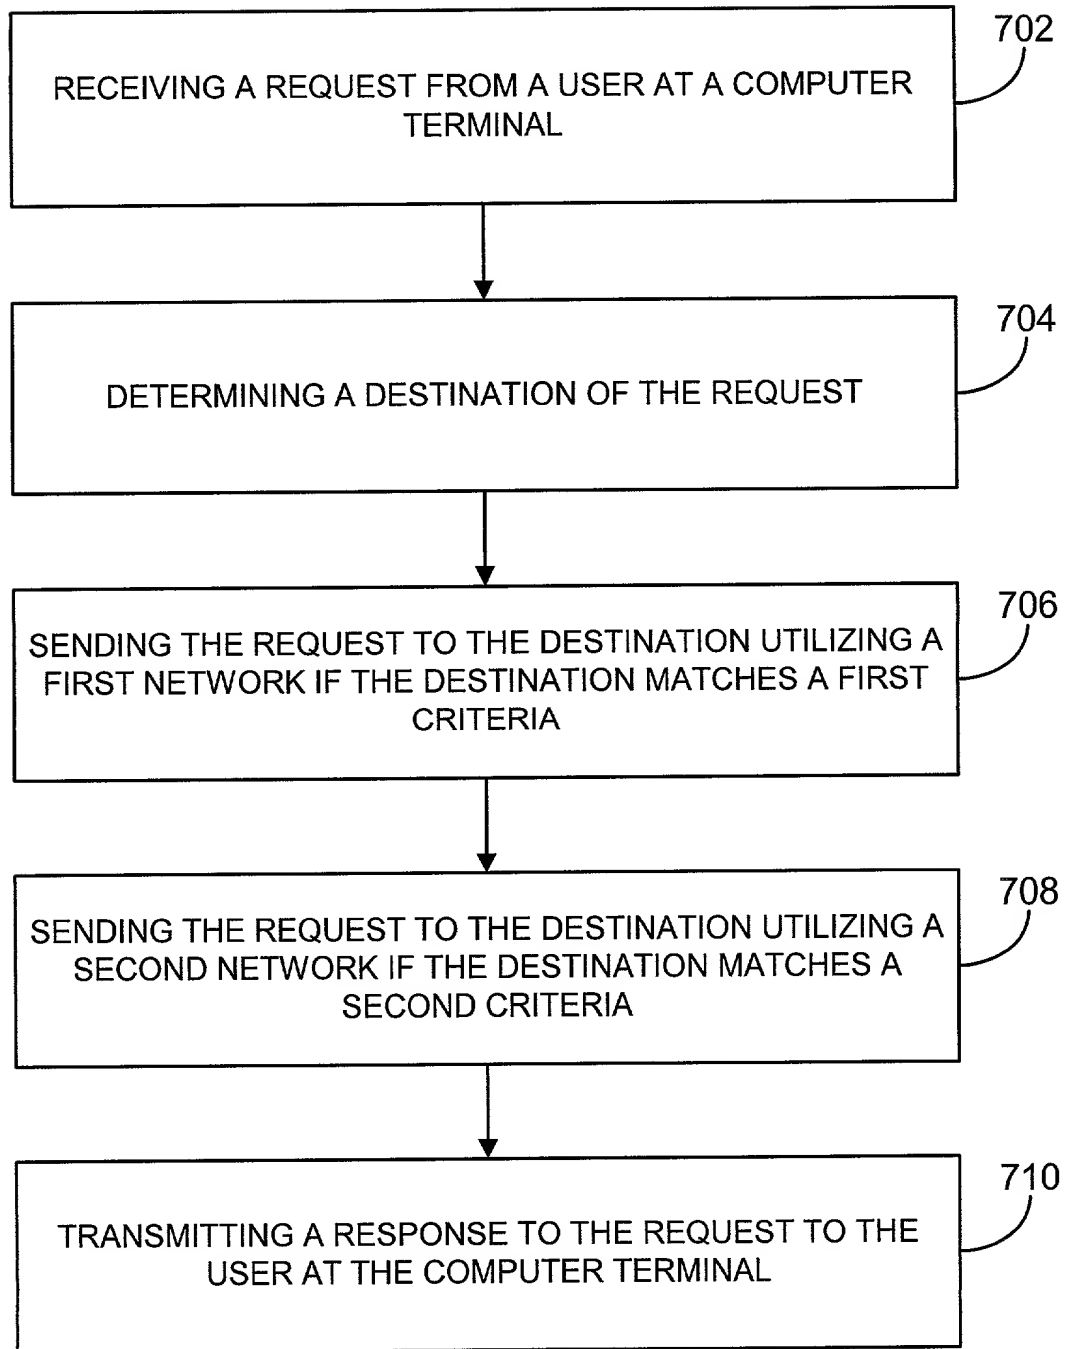 702
RECEIVING A REQUEST FROM A USER AT A COMPUTER
TERMINAL
704
DETERMINING A DESTINATION OF THE REQUEST
706
SENDING THE REQUEST TO THE DESTINATION UTILIZING A
FIRST NETWORK IF THE DESTINATION MATCHES A FIRST
CRITERIA
708
SENDING THE REQUEST TO THE DESTINATION UTILIZING A
SECOND NETWORK IF THE DESTINATION MATCHES A
SECOND CRITERIA
710
TRANSMITTING A RESPONSE TO THE REQUEST TO THE
USER AT THE COMPUTER TERMINAL